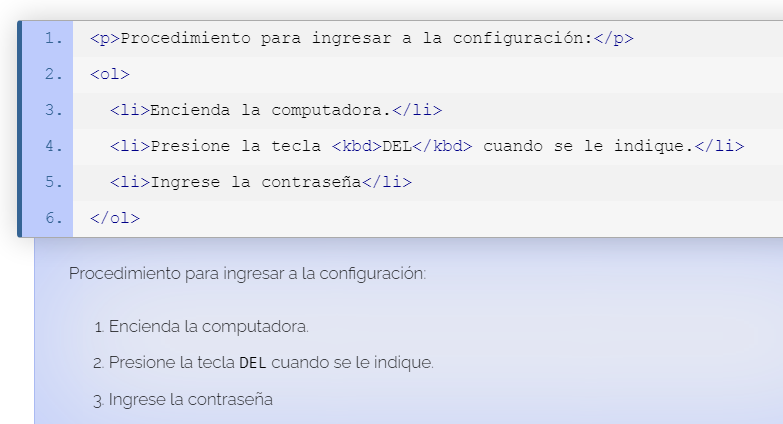 1. <p>Procedimiento para ingresar a la configuración:</p>
2. <ol>
3. <li>Encienda la computadora.</li>
4. <li>Presione la tecla <kbd>DEL</kbd> cuando se le indique.</li>
5. <li>Ingrese la contraseña</li>
6. </ol>
Procedimiento para ingresar a la configuración:
1. Encienda la computadora.
2. Presione la tecla DEL cuando se le indique.
3. Ingrese la contraseña